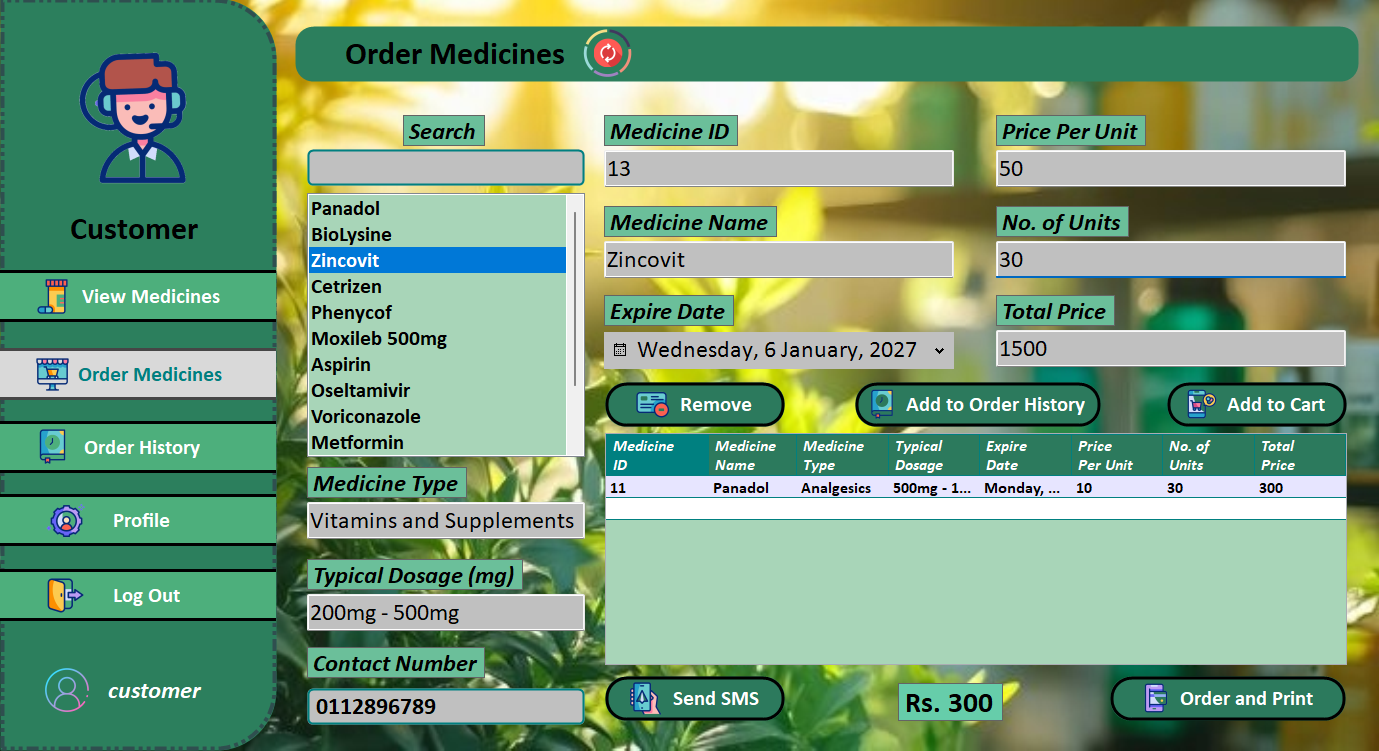 Order Medicines
Customer
View Medicines
Order Medicines
Order History
Profile
Log Out
customer
Search
Panadol
BioLysine
Zincovit
Cetrizen
Phenycof
Moxileb 500mg
Aspirin
Oseltamivir
Voriconazole
Metformin
Medicine Type
Vitamins and Supplements
Typical Dosage (mg)
200mg - 500mg
Contact Number
0112896789
Medicine ID
13
Medicine Name
Zincovit
Expire Date
Wednesday, 6 January, 2027
Price Per Unit
50
No. of Units
30
Total Price
1500
Remove
Add to Order History
Add to Cart
Medicine ID Medicine Name Medicine Type Typical Dosage Expire Date Price Per Unit No. of Units Total Price
11 Panadol Analgesics 500mg - 1... Monday, ... 10 30 300
Send SMS
Rs. 300
Order and Print